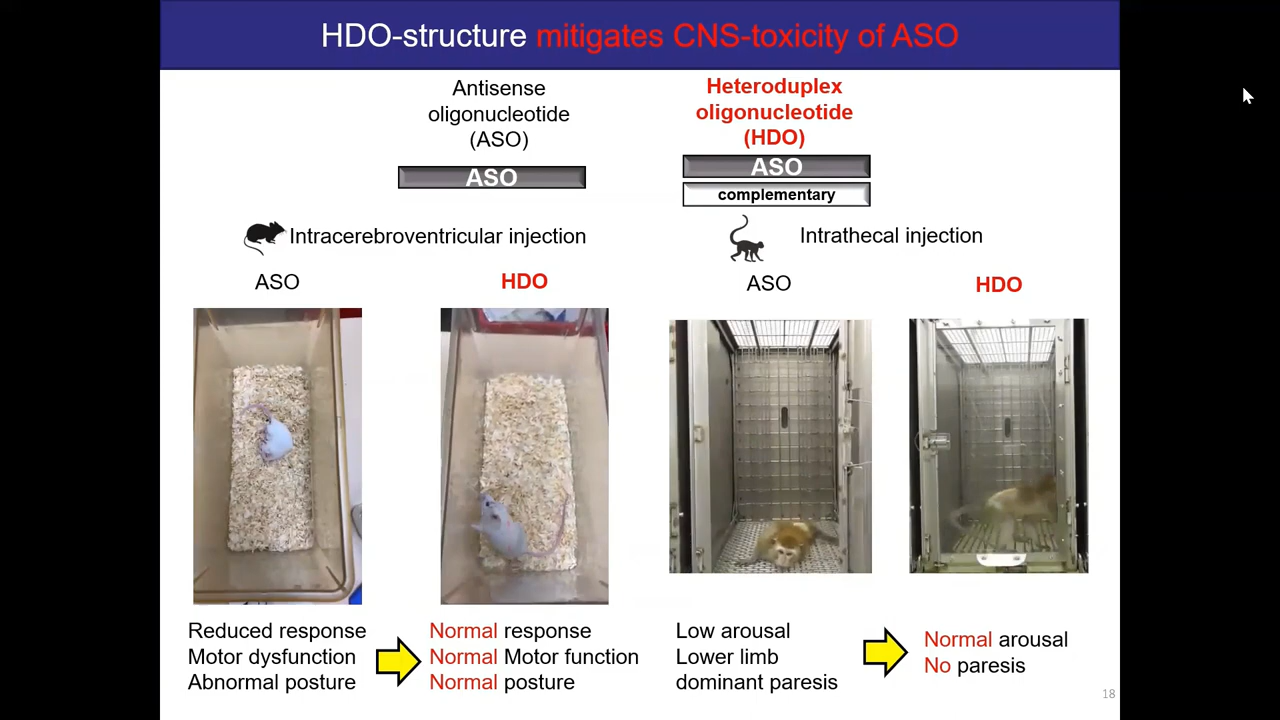 HDO-structure mitigates CNS-toxicity of ASO
Antisense
oligonucleotide
(ASO)
ASO
Heteroduplex
oligonucleotide
(HDO)
ASO
complementary
Intracerebroventricular injection
ASO
HDO
Intrathecal injection
ASO
HDO
Reduced response
Motor dysfunction
Abnormal posture
Normal response
Normal Motor function
Normal posture
Low arousal
Lower limb
dominant paresis
Normal arousal
No paresis
18